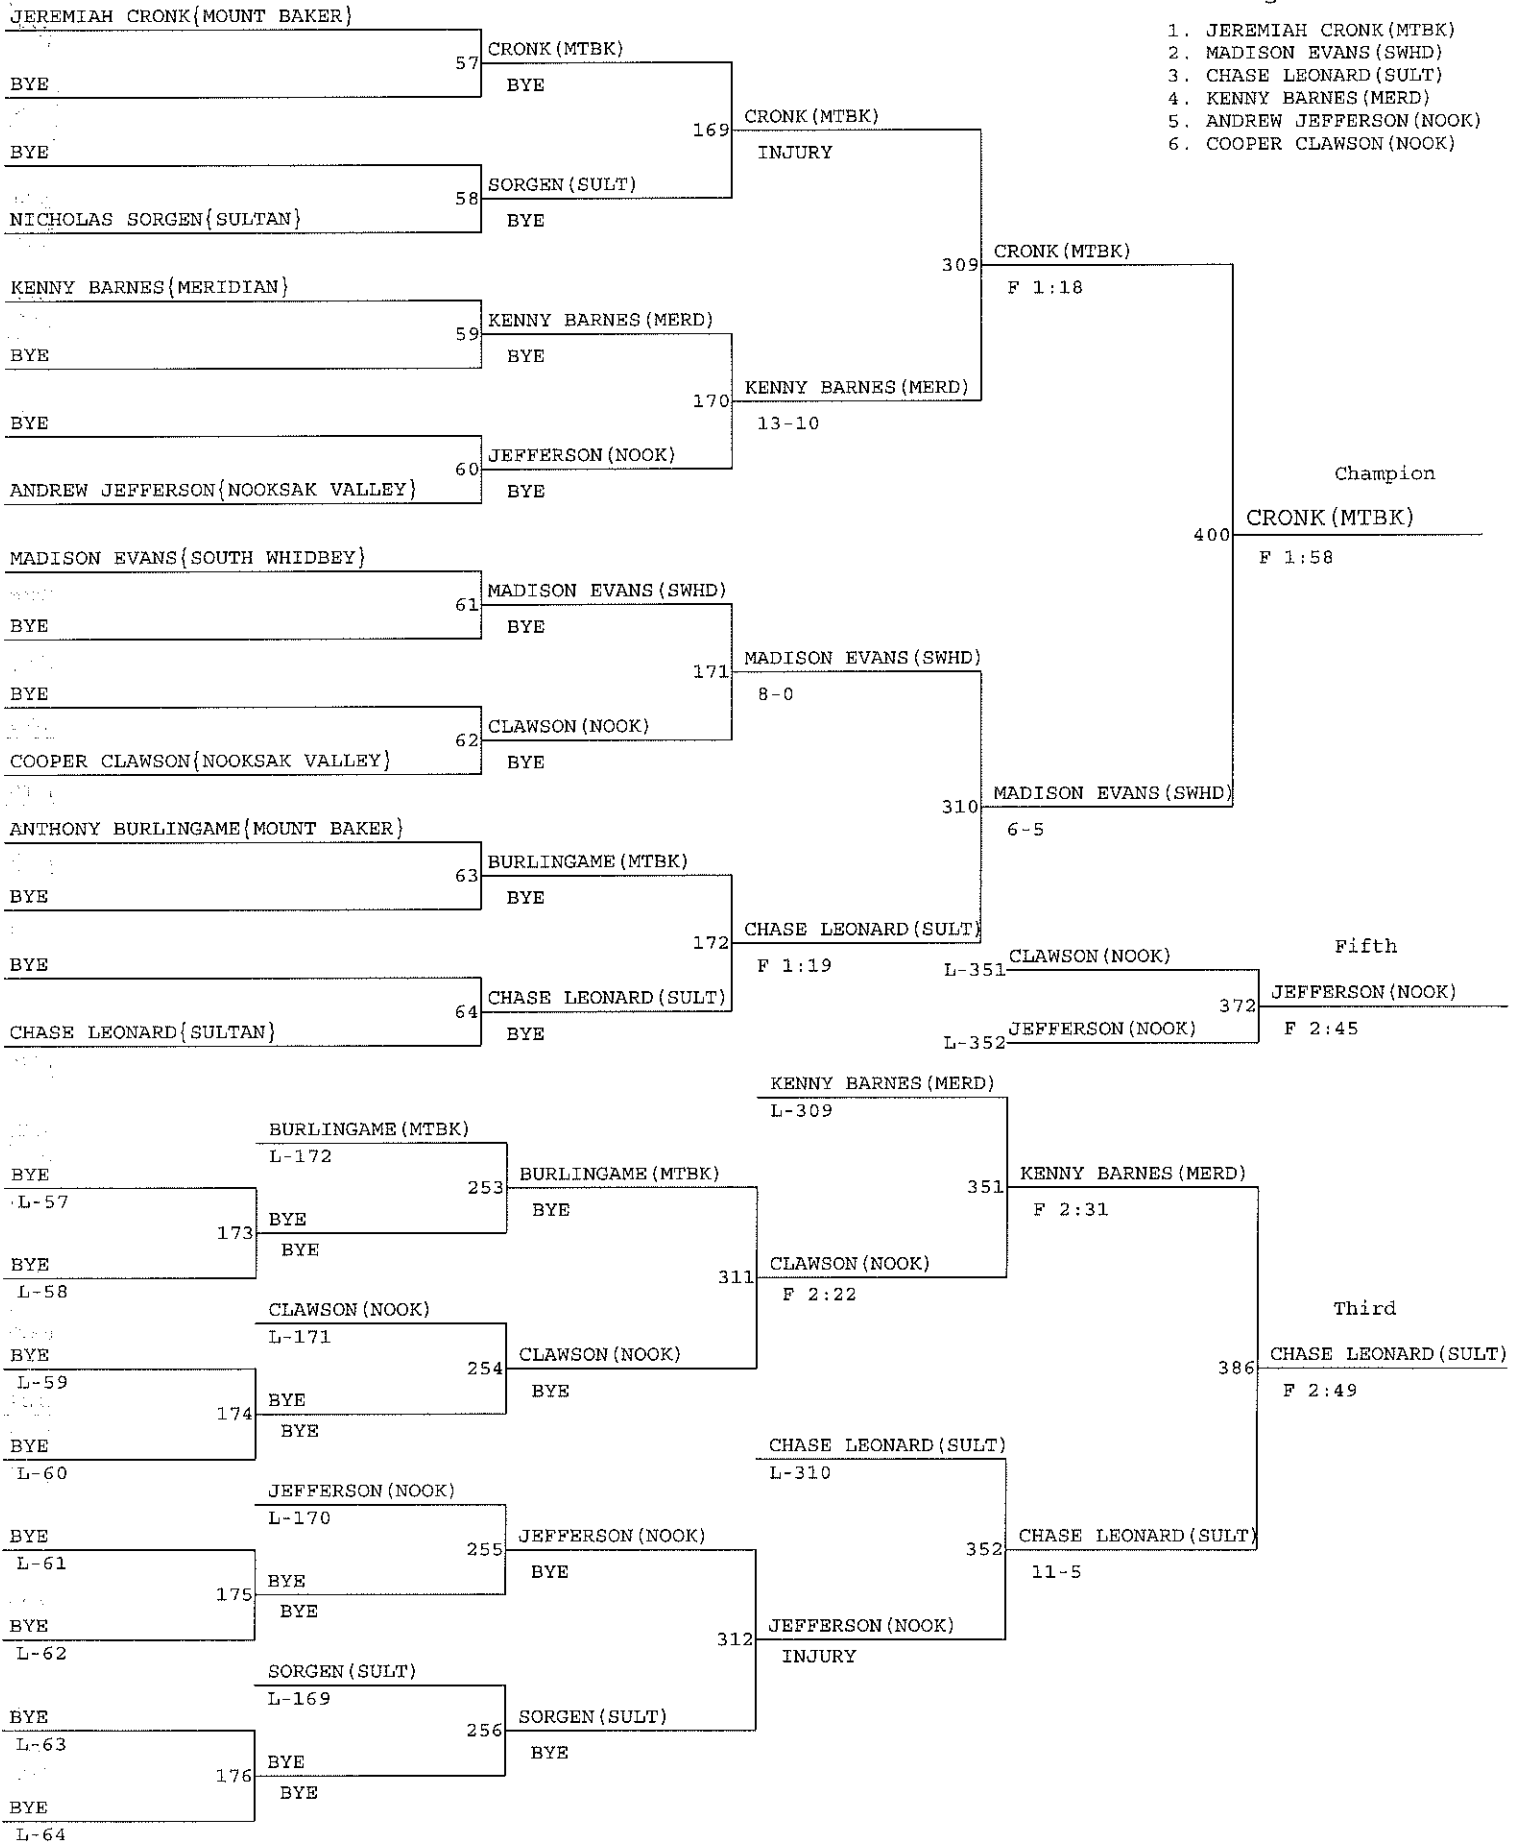 1. JEREMIAH CRONK(MTBK)
2. MADISON EVANS(SWHD)
3. CHASE LEONARD(SULT)
4. KENNY BARNES(MERD)
5. ANDREW JEFFERSON(NOOK)
6. COOPER CLAWSON(NOOK)
JEREMIAH CRONK{MOUNT BAKER}
BYE
BYE
NICHOLAS SORGEN{SULTAN}
KENNY BARNES{MERIDIAN}
BYE
BYE
ANDREW JEFFERSON{NOOKSAK VALLEY}
MADISON EVANS{SOUTH WHIDBEY}
BYE
BYE
COOPER CLAWSON{NOOKSAK VALLEY}
ANTHONY BURLINGAME{MOUNT BAKER}
BYE
BYE
CHASE LEONARD{SULTAN}
57 CRONK(MTBK)
BYE
58 SORGEN(SULT)
BYE
59 KENNY BARNES(MERD)
BYE
60 JEFFERSON(NOOK)
BYE
61 MADISON EVANS(SWHD)
BYE
62 CLAWSON(NOOK)
BYE
63 BURLINGAME(MTBK)
BYE
64 CHASE LEONARD(SULT)
BYE
169 CRONK(MTBK)
INJURY
170 KENNY BARNES(MERD)
13-10
171 MADISON EVANS(SWHD)
8-0
172 CHASE LEONARD(SULT)
F 1:19
309 CRONK(MTBK)
F 1:18
310 MADISON EVANS(SWHD)
6-5
Champion
400 CRONK(MTBK)
F 1:58
Fifth
L-351 CLAWSON(NOOK)
L-352 JEFFERSON(NOOK)
372 JEFFERSON(NOOK)
F 2:45
BYE
L-57
BYE
L-58
BYE
L-59
BYE
L-60
BYE
L-61
BYE
L-62
BYE
L-63
BYE
L-64
BURLINGAME(MTBK)
L-172
173 BYE
BYE
CLAWSON(NOOK)
L-171
174 BYE
BYE
JEFFERSON(NOOK)
L-170
175 BYE
BYE
SORGEN(SULT)
L-169
176 BYE
BYE
253 BURLINGAME(MTBK)
BYE
254 CLAWSON(NOOK)
BYE
255 JEFFERSON(NOOK)
BYE
256 SORGEN(SULT)
BYE
KENNY BARNES(MERD)
L-309
311 CLAWSON(NOOK)
F 2:22
CHASE LEONARD(SULT)
L-310
312 JEFFERSON(NOOK)
INJURY
351 KENNY BARNES(MERD)
F 2:31
352 CHASE LEONARD(SULT)
11-5
Third
386 CHASE LEONARD(SULT)
F 2:49